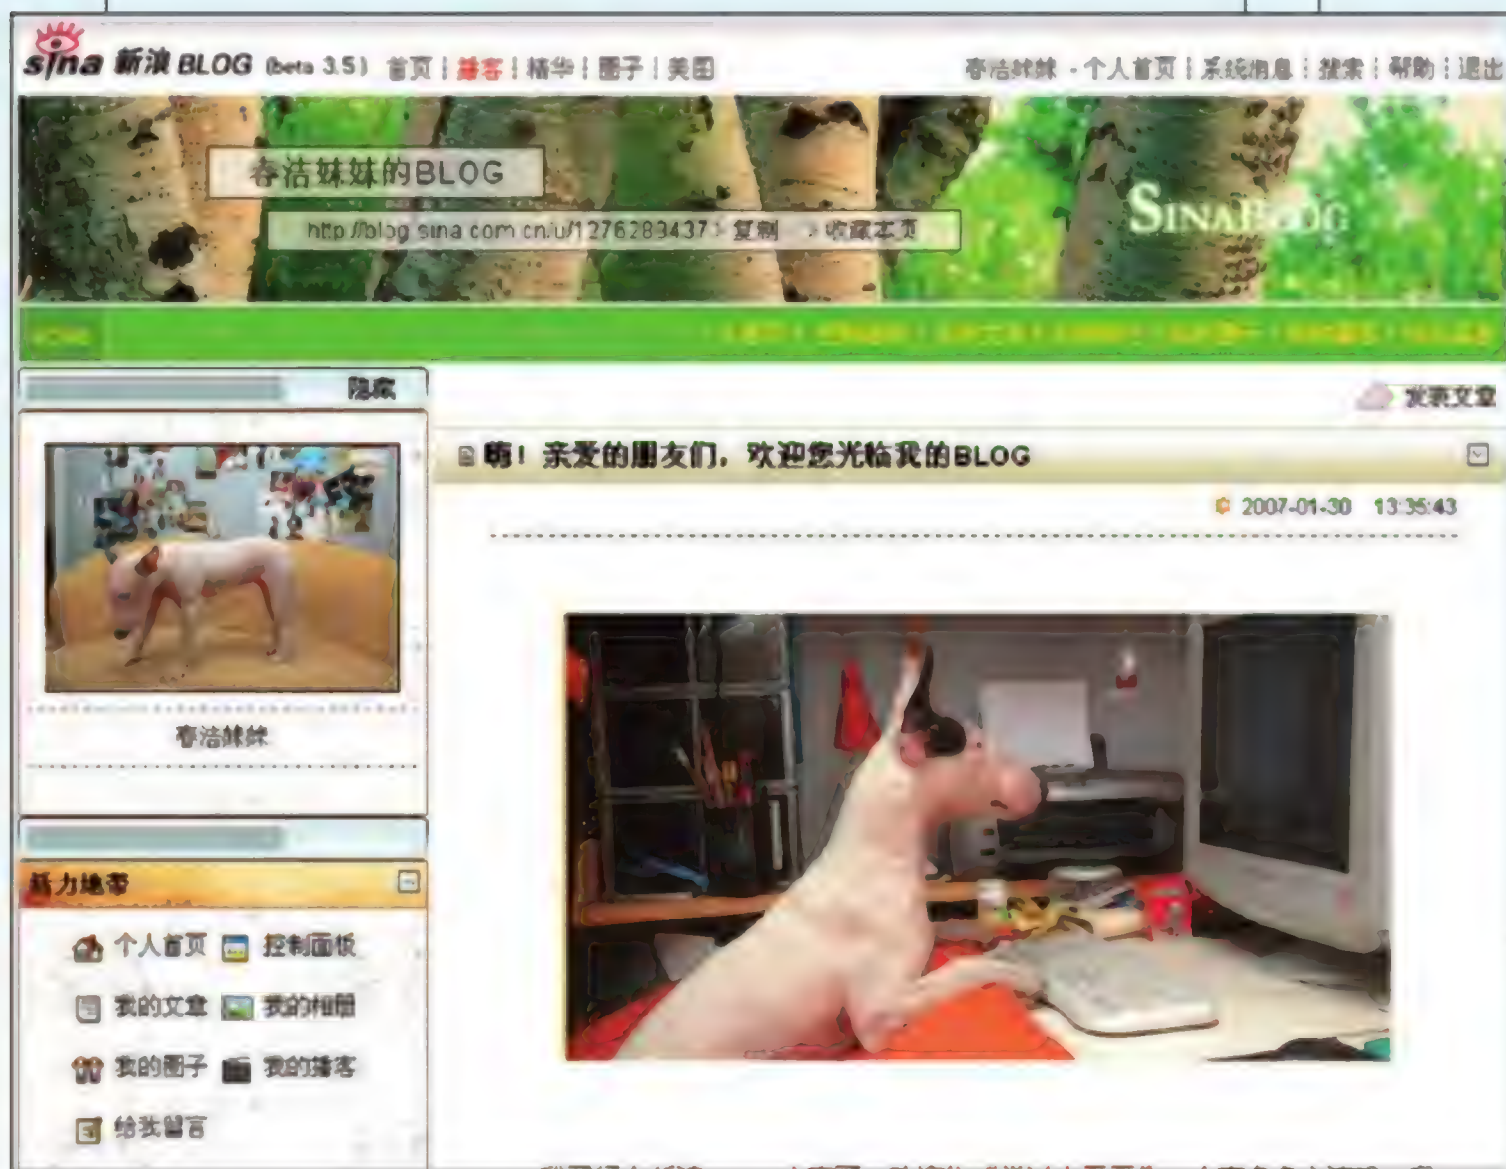 sina 新浪 BLOG (beta 3.5) 首页 | 播客 | 精华 | 圈子 | 美图
春洁妹妹 - 个人首页 | 系统消息 | 搜索 | 帮助 | 退出
春洁妹妹的BLOG
http://blog.sina.com.cn/u/1276283437 > 复制 > 收藏本页
SINABLOG
隐藏
发表文章
嗨！亲爱的朋友们，欢迎您光临我的BLOG
2007-01-30 13:35:43
春洁妹妹
活力地带
个人首页 控制面板
我的文章 我的相册
我的圈子 我的播客
给我留言